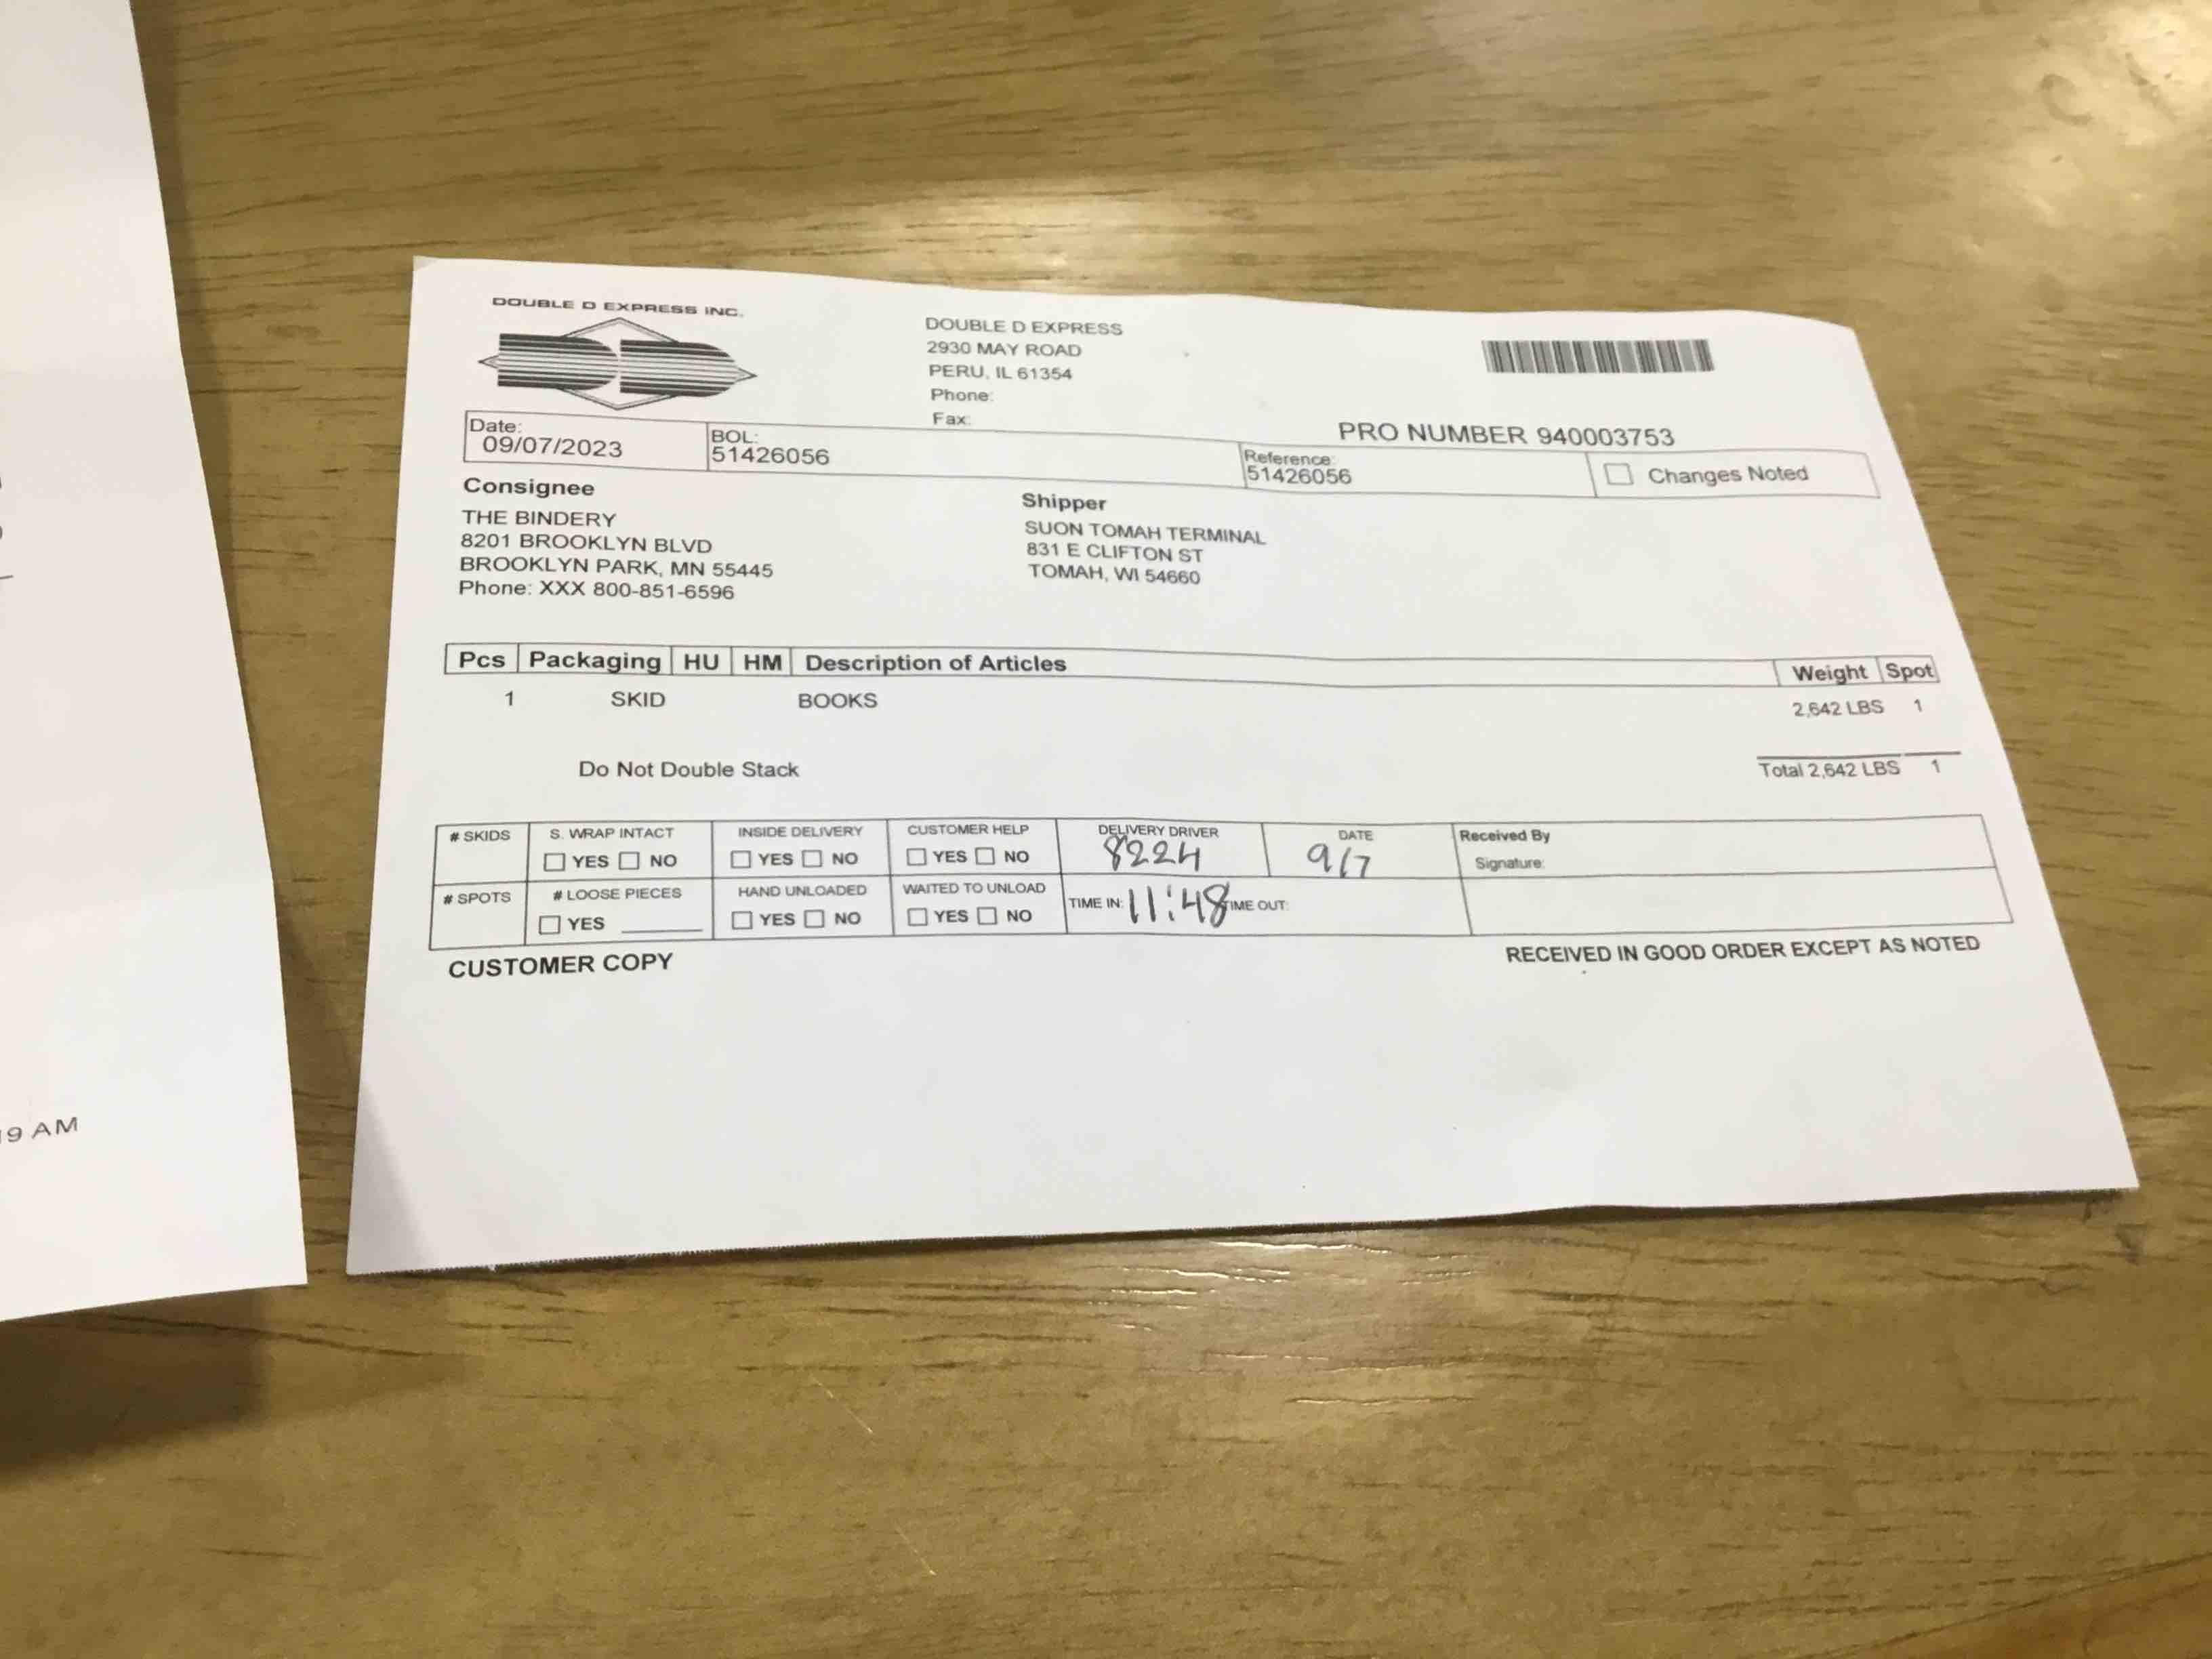 DOUBLE D EXPRESS INC.
DOUBLE D EXPRESS
2930 MAY ROAD
PERU, IL 61354
Phone:
Fax:
PRO NUMBER 940003753
Date:
09/07/2023
BOL:
51426056
Reference:
51426056
Changes Noted
Consignee
THE BINDERY
8201 BROOKLYN BLVD
BROOKLYN PARK, MN 55445
Phone: XXX 800-851-6596
Shipper
SUON TOMAH TERMINAL
831 E CLIFTON ST
TOMAH, WI 54660
Pcs Packaging HU HM Description of Articles Weight Spot
1 SKID BOOKS 2,642 LBS 1
Do Not Double Stack
Total 2,642 LBS 1
# SKIDS
S. WRAP INTACT
YES NO
INSIDE DELIVERY
YES NO
CUSTOMER HELP
YES NO
DELIVERY DRIVER
8224
DATE
9/7
Received By
Signature:
# SPOTS
# LOOSE PIECES
YES
HAND UNLOADED
YES NO
WAITED TO UNLOAD
YES NO
TIME IN: 11:48 TIME OUT:
CUSTOMER COPY
RECEIVED IN GOOD ORDER EXCEPT AS NOTED
9 AM